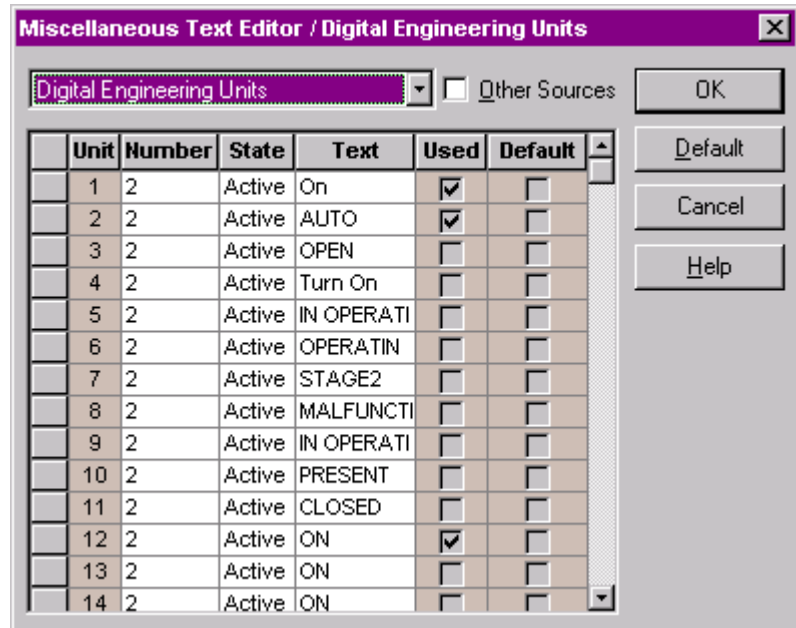 Miscellaneous Text Editor / Digital Engineering Units
Digital Engineering Units Other Sources OK
Unit Number State Text Used Default Default
1 2 Active On
2 2 Active AUTO Cancel
3 2 Active OPEN
4 2 Active Turn On Help
5 2 Active IN OPERATI
6 2 Active OPERATIN
7 2 Active STAGE2
8 2 Active MALFUNCTI
9 2 Active IN OPERATI
10 2 Active PRESENT
11 2 Active CLOSED
12 2 Active ON
13 2 Active ON
14 2 Active ON